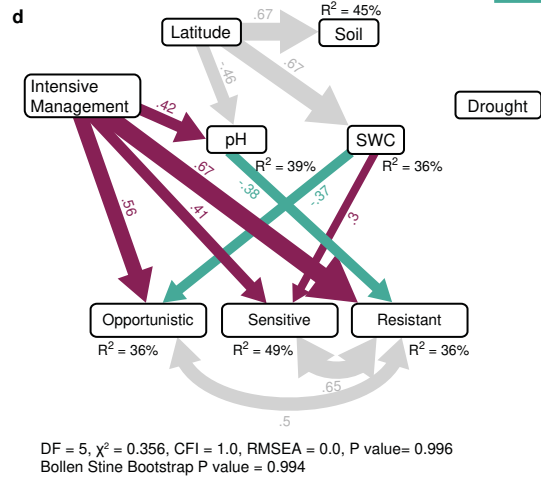 d
R² = 45%
Latitude
.67
Soil
-.46
.67
Intensive
Management
.42
Drought
pH
SWC
R² = 39%
R² = 36%
.67
-.38
-.37
.56
.41
.3
Opportunistic
Sensitive
Resistant
R² = 36%
R² = 49%
R² = 36%
.65
.5
DF = 5, χ² = 0.356, CFI = 1.0, RMSEA = 0.0, P value= 0.996
Bollen Stine Bootstrap P value = 0.994